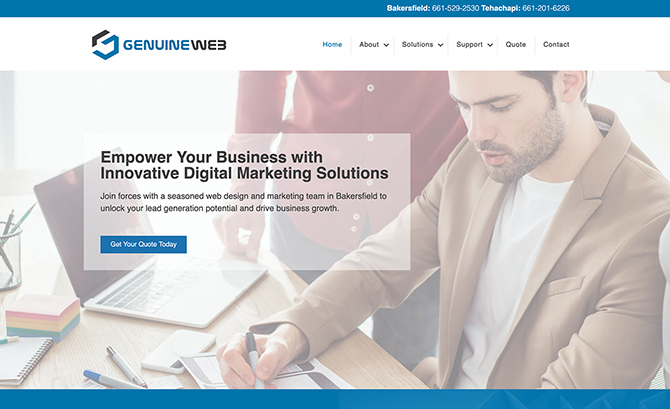 Bakersfield: 661-529-2530 Tehachapi: 661-201-6226
GENUINEWEB
Home About Solutions Support Quote Contact
Empower Your Business with
Innovative Digital Marketing Solutions
Join forces with a seasoned web design and marketing team in Bakersfield to
unlock your lead generation potential and drive business growth.
Get Your Quote Today